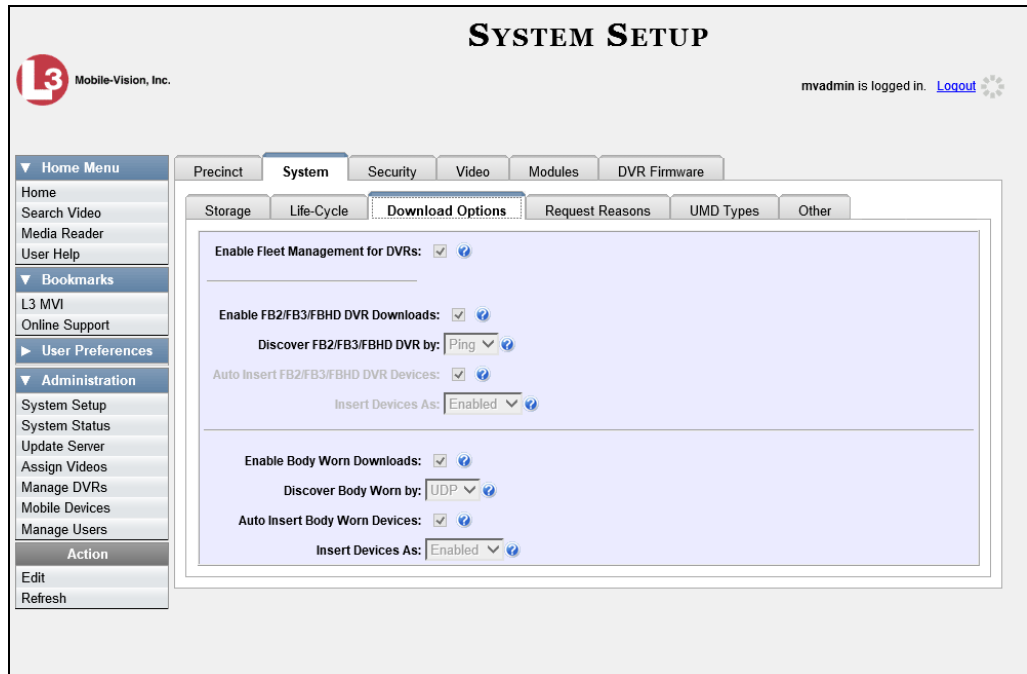 SYSTEM SETUP
L3 Mobile-Vision, Inc.
mvadmin is logged in. Logout
▼ Home Menu
Home
Search Video
Media Reader
User Help
▼ Bookmarks
L3 MVI
Online Support
▶ User Preferences
▼ Administration
System Setup
System Status
Update Server
Assign Videos
Manage DVRs
Mobile Devices
Manage Users
Action
Edit
Refresh
Precinct System Security Video Modules DVR Firmware
Storage Life-Cycle Download Options Request Reasons UMD Types Other
Enable Fleet Management for DVRs: ?
Enable FB2/FB3/FBHD DVR Downloads: ?
Discover FB2/FB3/FBHD DVR by: Ping ?
Auto Insert FB2/FB3/FBHD DVR Devices: ?
Insert Devices As: Enabled ?
Enable Body Worn Downloads: ?
Discover Body Worn by: UDP ?
Auto Insert Body Worn Devices: ?
Insert Devices As: Enabled ?